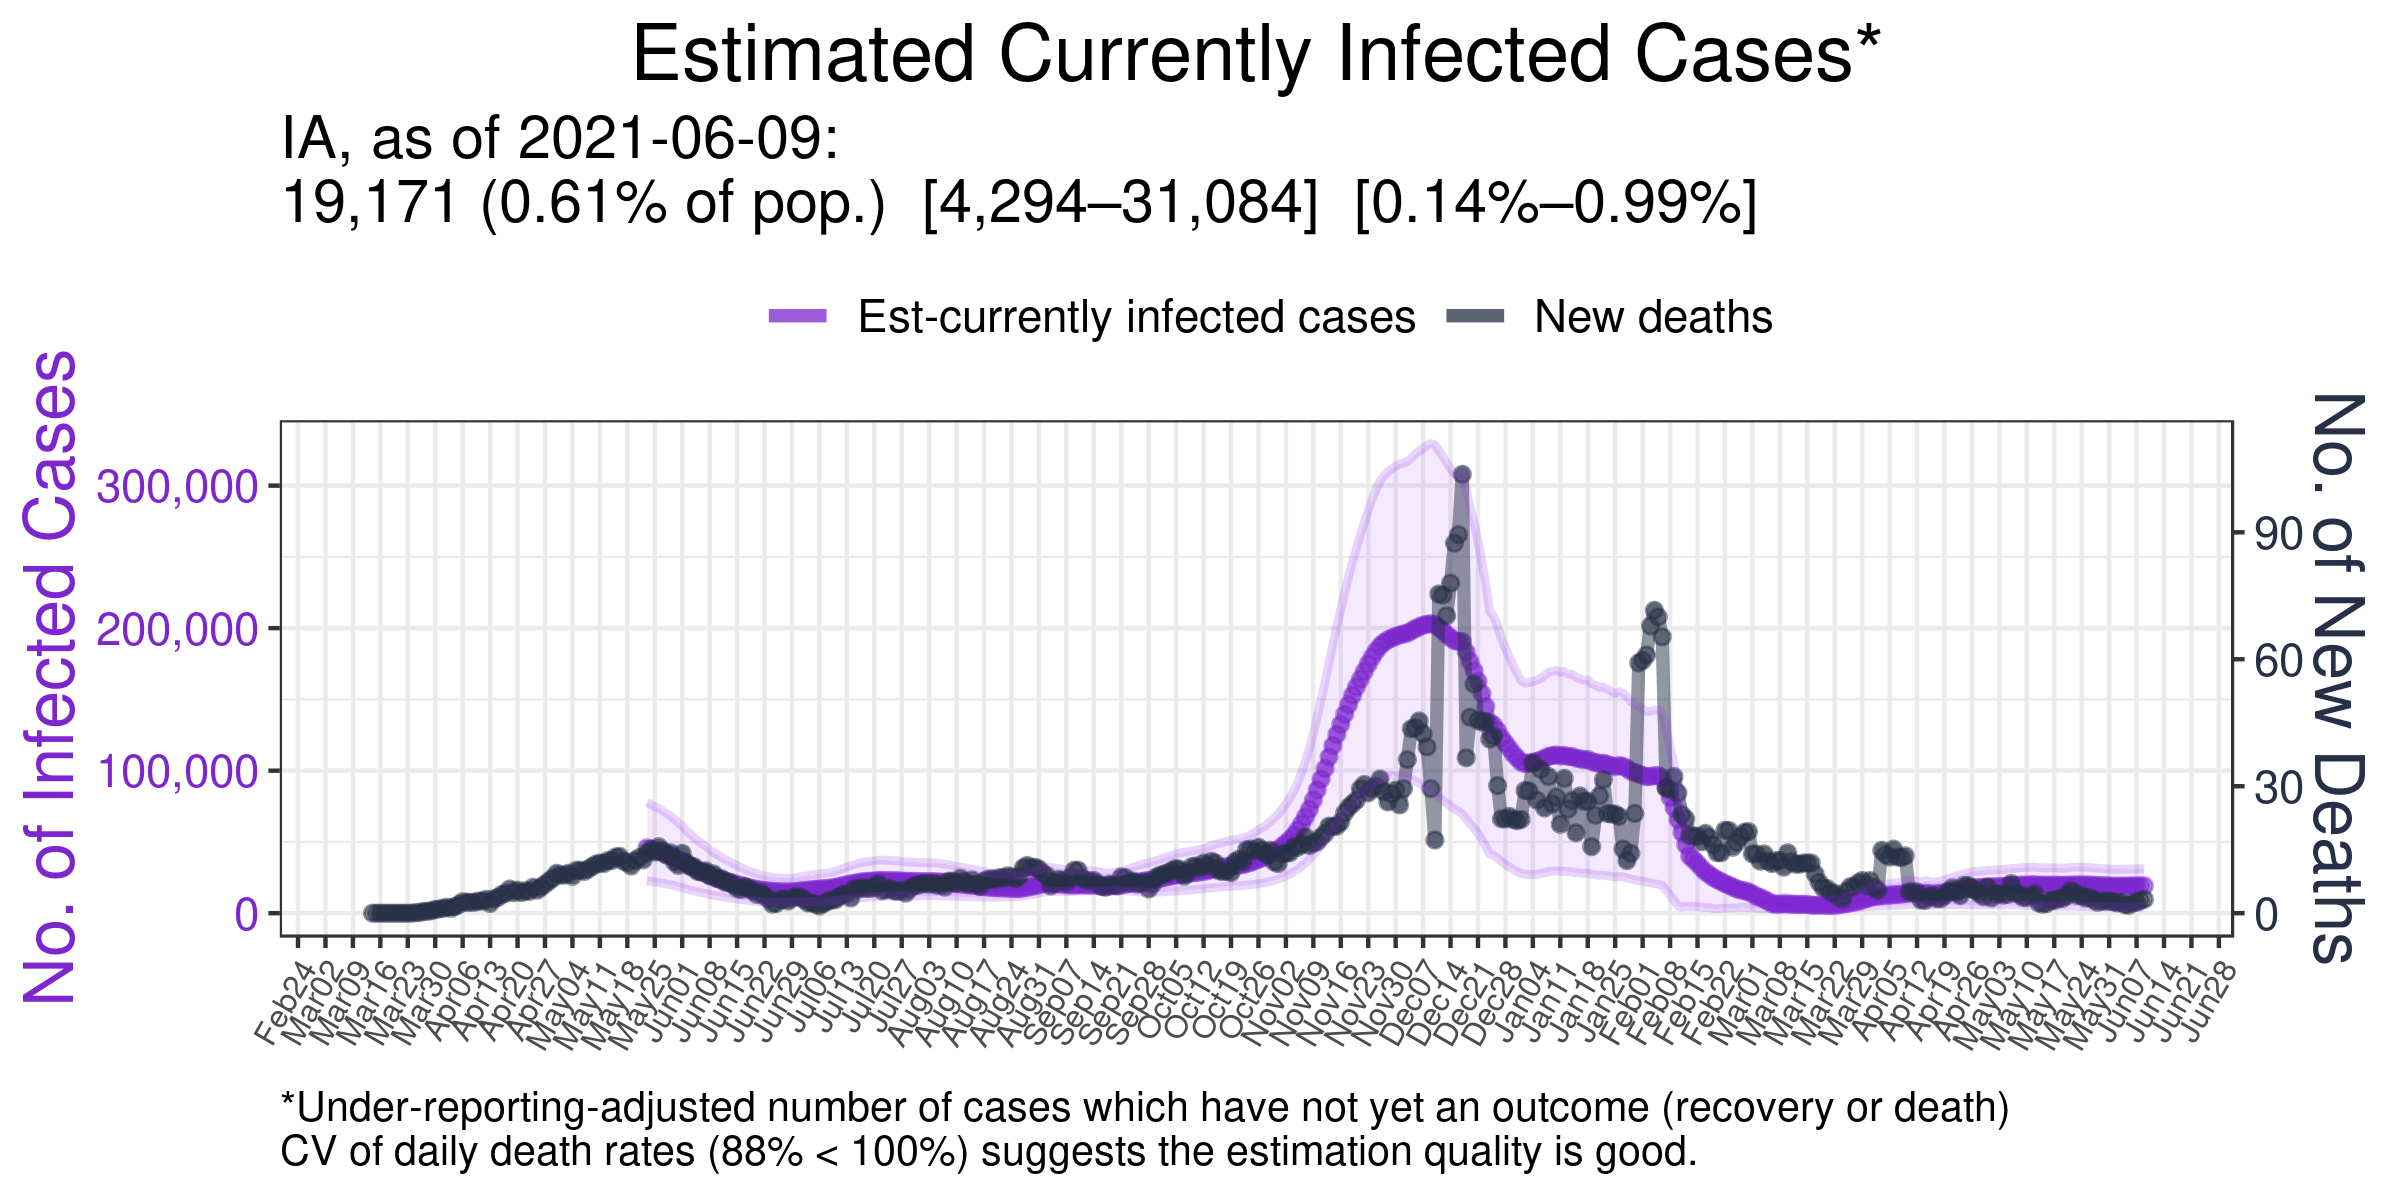 Estimated Currently Infected Cases*
IA, as of 2021-06-09:
19,171 (0.61% of pop.) [4,294–31,084] [0.14%–0.99%]
Est-currently infected cases
New deaths
No. of Infected Cases
300,000
200,000
100,000
0
90
60
30
0
No. of New Deaths
Feb24
Mar02
Mar09
Mar16
Mar23
Mar30
Apr06
Apr13
Apr20
Apr27
May04
May11
May18
May25
Jun01
Jun08
Jun15
Jun22
Jun29
Jul06
Jul13
Jul20
Jul27
Aug03
Aug10
Aug17
Aug24
Aug31
Sep07
Sep14
Sep21
Sep28
Oct05
Oct12
Oct19
Oct26
Nov02
Nov09
Nov16
Nov23
Nov30
Dec07
Dec14
Dec21
Dec28
Jan04
Jan11
Jan18
Jan25
Feb01
Feb08
Feb15
Feb22
Mar01
Mar08
Mar15
Mar22
Mar29
Apr05
Apr12
Apr19
Apr26
May03
May10
May17
May24
May31
Jun07
Jun14
Jun21
Jun28
*Under-reporting-adjusted number of cases which have not yet an outcome (recovery or death)
CV of daily death rates (88% < 100%) suggests the estimation quality is good.